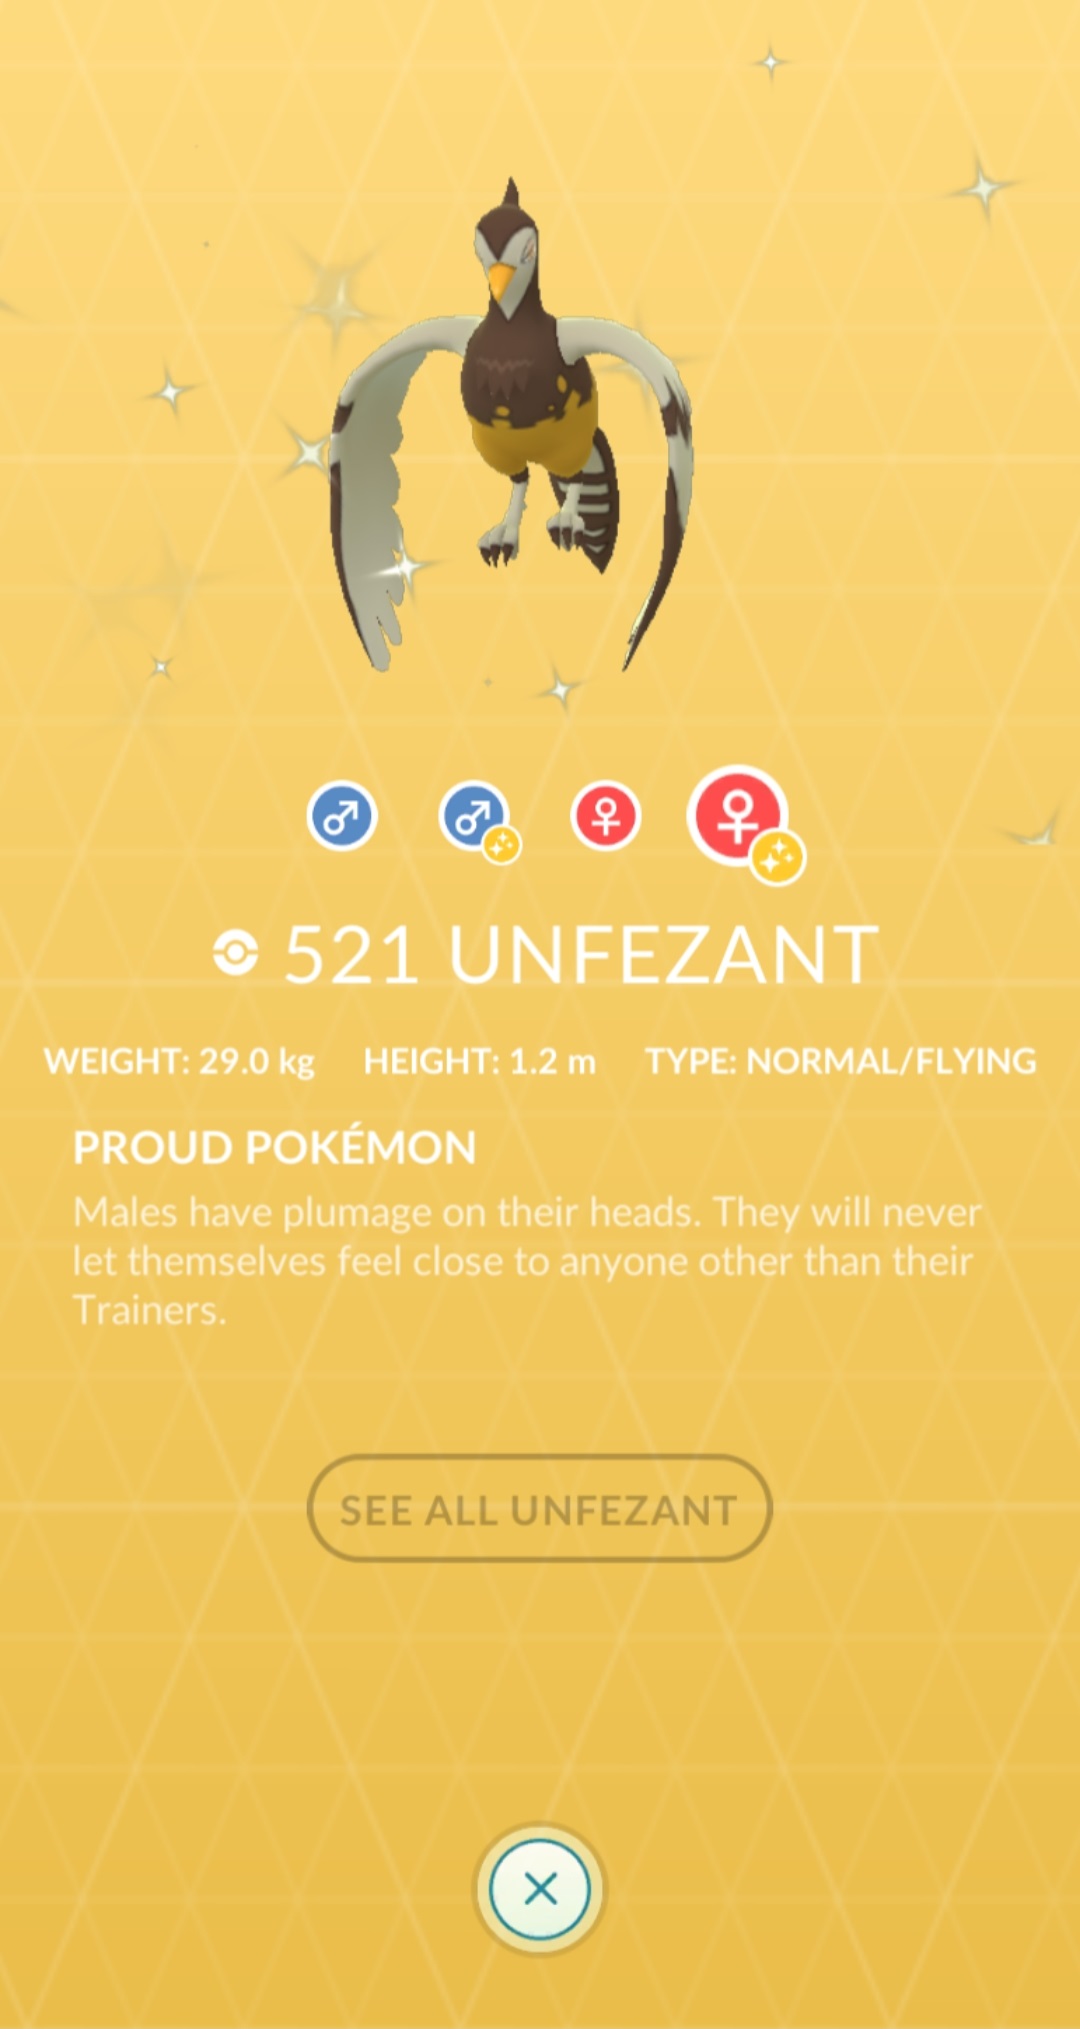 521 UNFEZANT
WEIGHT: 29.0 kg HEIGHT: 1.2 m TYPE: NORMAL/FLYING
PROUD POKÉMON
Males have plumage on their heads. They will never
let themselves feel close to anyone other than their
Trainers.
SEE ALL UNFEZANT